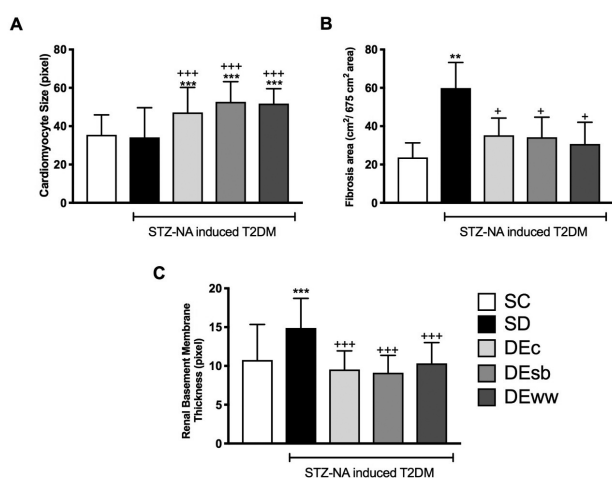 A
Cardiomyocyte Size (pixel)
80
60
40
20
0
+++
***
+++
***
+++
***
STZ-NA induced T2DM
B
Fibrosis area (cm²/ 675 cm² area)
80
60
40
20
0
**
+
+
+
STZ-NA induced T2DM
C
Renal Basement Membrane
Thickness (pixel)
20
15
10
5
0
***
+++
+++
+++
STZ-NA induced T2DM
SC
SD
DEc
DEsb
DEww